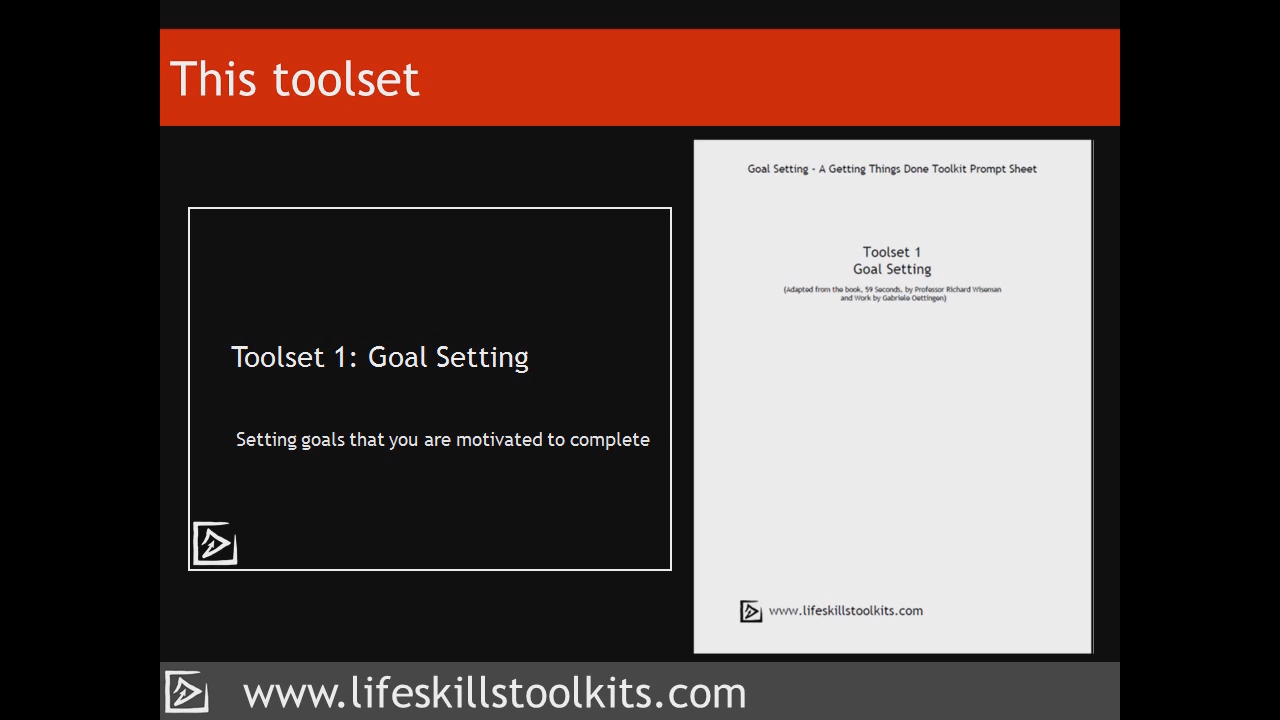 This toolset
Toolset 1: Goal Setting
Setting goals that you are motivated to complete
Goal Setting - A Getting Things Done Toolkit Prompt Sheet
Toolset 1
Goal Setting
(Adapted from the book, 59 Seconds, by Professor Richard Wiseman
and Work by Gabriele Oettingen)
www.lifeskillstoolkits.com
www.lifeskillstoolkits.com